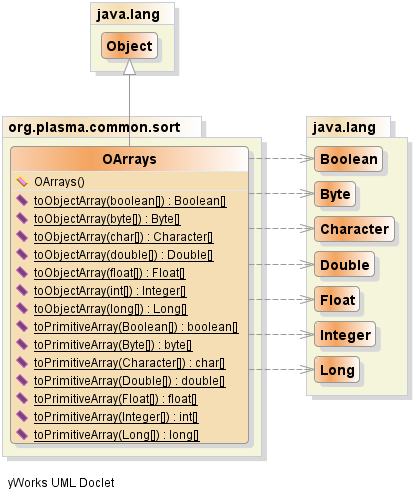 java.lang
Object
org.plasma.common.sort
OArrays
OArrays()
toObjectArray(boolean[]) : Boolean[]
toObjectArray(byte[]) : Byte[]
toObjectArray(char[]) : Character[]
toObjectArray(double[]) : Double[]
toObjectArray(float[]) : Float[]
toObjectArray(int[]) : Integer[]
toObjectArray(long[]) : Long[]
toPrimitiveArray(Boolean[]) : boolean[]
toPrimitiveArray(Byte[]) : byte[]
toPrimitiveArray(Character[]) : char[]
toPrimitiveArray(Double[]) : double[]
toPrimitiveArray(Float[]) : float[]
toPrimitiveArray(Integer[]) : int[]
toPrimitiveArray(Long[]) : long[]
java.lang
Boolean
Byte
Character
Double
Float
Integer
Long
yWorks UML Doclet